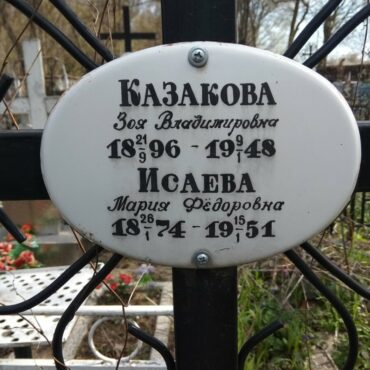 КАЗАКОВА
Зоя Владимировна
18 21/9 96 - 19 9/1 48
ИСАЕВА
Мария Фёдоровна
18 26/1 74 - 19 15/1 51